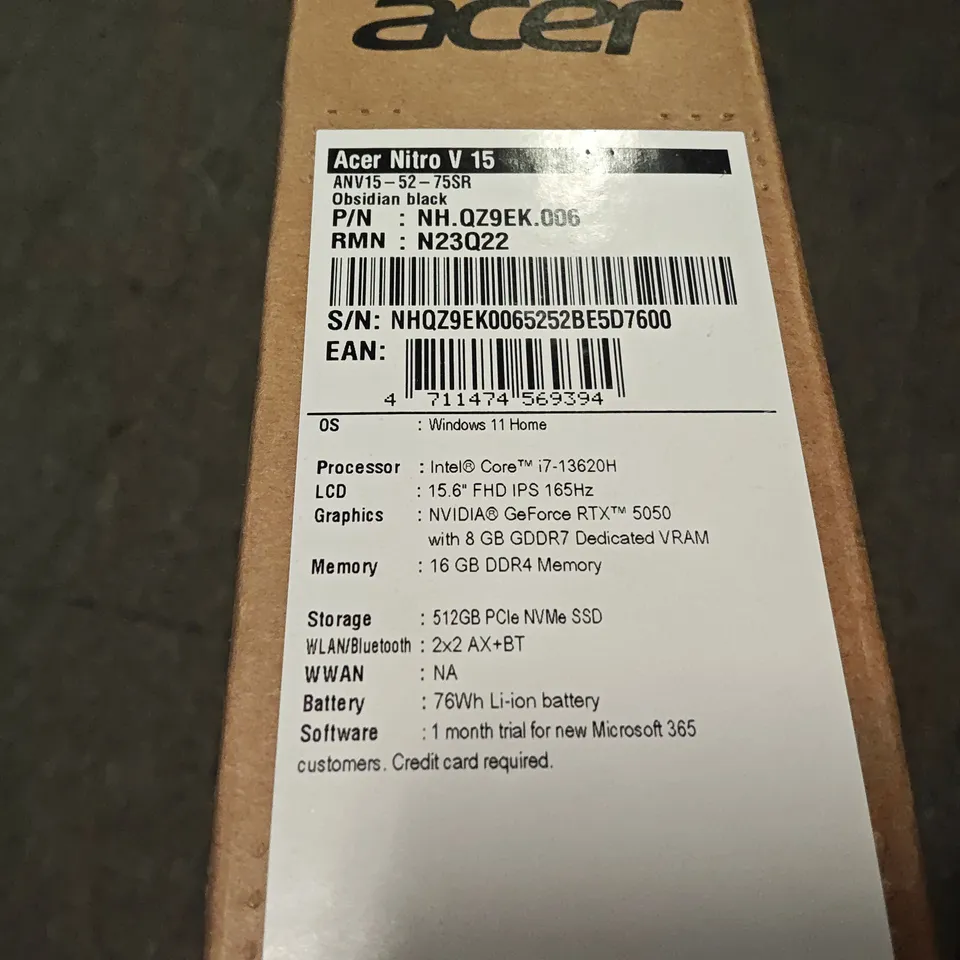 acer
Acer Nitro V 15
ANV15-52-75SR
Obsidian black
P/N : NH.QZ9EK.006
RMN : N23Q22
S/N: NHQZ9EK0065252BE5D7600
EAN:
4 711474 569394
OS : Windows 11 Home
Processor : Intel® Core™ i7-13620H
LCD : 15.6" FHD IPS 165Hz
Graphics : NVIDIA® GeForce RTX™ 5050
with 8 GB GDDR7 Dedicated VRAM
Memory : 16 GB DDR4 Memory
Storage : 512GB PCIe NVMe SSD
WLAN/Bluetooth : 2x2 AX+BT
WWAN : NA
Battery : 76Wh Li-ion battery
Software : 1 month trial for new Microsoft 365
customers. Credit card required.